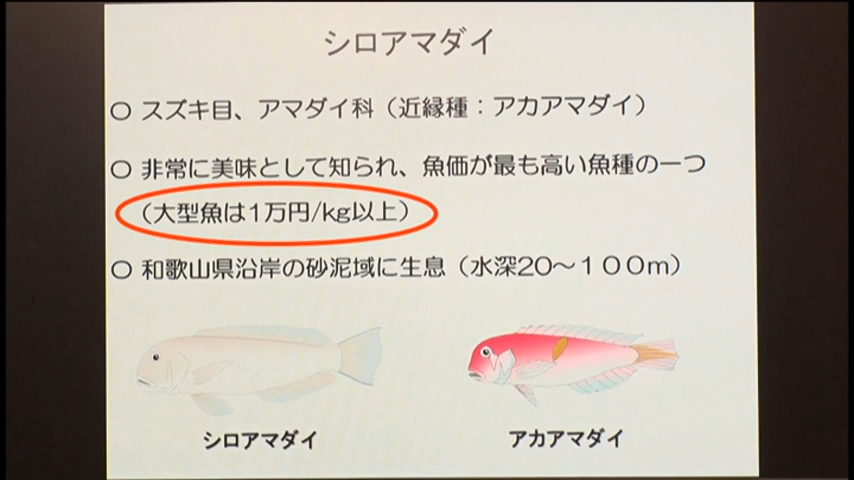 シロアマダイ
○ スズキ目、アマダイ科（近縁種：アカアマダイ）
○ 非常に美味として知られ、魚価が最も高い魚種の一つ
（大型魚は1万円/kg以上）
○ 和歌山県沿岸の砂泥域に生息（水深20～１００m）
シロアマダイ
アカアマダイ